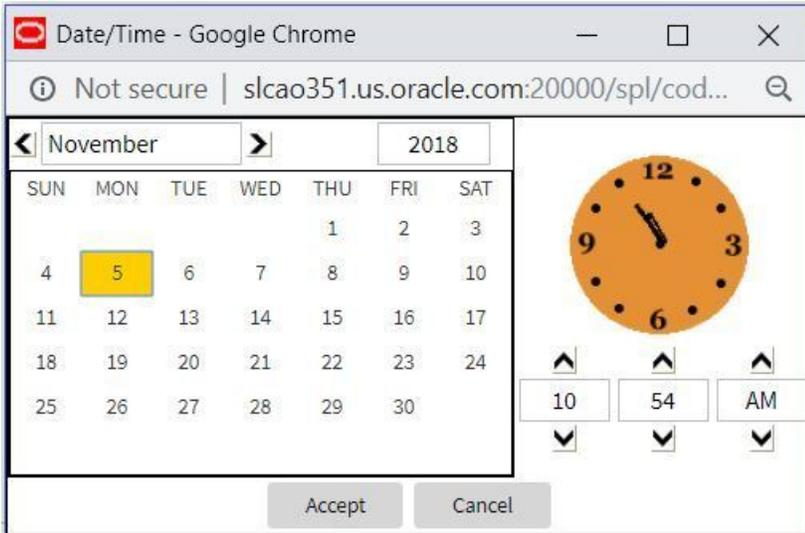 Date/Time - Google Chrome
Not secure | slcao351.us.oracle.com:20000/spl/cod...
November 2018
SUN MON TUE WED THU FRI SAT
1 2 3
4 5 6 7 8 9 10
11 12 13 14 15 16 17
18 19 20 21 22 23 24
25 26 27 28 29 30
12
9 3
6
10 54 AM
Accept Cancel